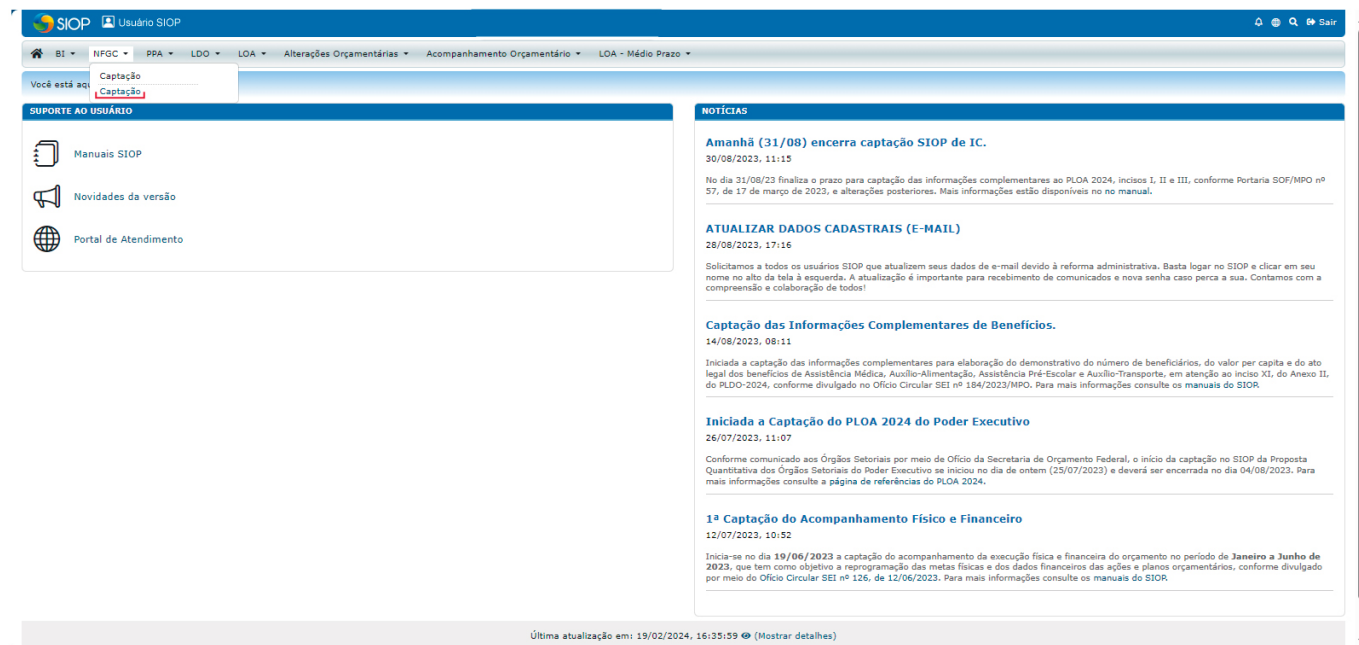 SIOP Usuário SIOP Sair
BI NFGC PPA LDO LOA Alterações Orçamentárias Acompanhamento Orçamentário LOA - Médio Prazo
Captação
Você está aqu
Captação
SUPORTE AO USUÁRIO
Manuais SIOP
Novidades da versão
Portal de Atendimento
NOTÍCIAS
Amanhã (31/08) encerra captação SIOP de IC.
30/08/2023, 11:15
No dia 31/08/23 finaliza o prazo para captação das informações complementares ao PLOA 2024, incisos I, II e III, conforme Portaria SOF/MPO nº
57, de 17 de março de 2023, e alterações posteriores. Mais informações estão disponíveis no no manual.
ATUALIZAR DADOS CADASTRAIS (E-MAIL)
28/08/2023, 17:16
Solicitamos a todos os usuários SIOP que atualizem seus dados de e-mail devido à reforma administrativa. Basta logar no SIOP e clicar em seu
nome no alto da tela à esquerda. A atualização é importante para recebimento de comunicados e nova senha caso perca a sua. Contamos com a
compreensão e colaboração de todos!
Captação das Informações Complementares de Benefícios.
14/08/2023, 08:11
Iniciada a captação das informações complementares para elaboração do demonstrativo do número de beneficiários, do valor per capita e do ato
legal dos benefícios de Assistência Médica, Auxílio-Alimentação, Assistência Pré-Escolar e Auxílio-Transporte, em atenção ao inciso XI, do Anexo II,
do PLDO-2024, conforme divulgado no Ofício Circular SEI nº 184/2023/MPO. Para mais informações consulte os manuais do SIOP.
Iniciada a Captação do PLOA 2024 do Poder Executivo
26/07/2023, 11:07
Conforme comunicado aos Órgãos Setoriais por meio de Ofício da Secretaria de Orçamento Federal, o início da captação no SIOP da Proposta
Quantitativa dos Órgãos Setoriais do Poder Executivo se iniciou no dia de ontem (25/07/2023) e deverá ser encerrada no dia 04/08/2023. Para
mais informações consulte a página de referências do PLOA 2024.
1ª Captação do Acompanhamento Físico e Financeiro
12/07/2023, 10:52
Inicia-se no dia 19/06/2023 a captação do acompanhamento da execução física e financeira do orçamento no período de Janeiro a Junho de
2023, que tem como objetivo a reprogramação das metas físicas e dos dados financeiros das ações e planos orçamentários, conforme divulgado
por meio do Ofício Circular SEI nº 126, de 12/06/2023. Para mais informações consulte os manuais do SIOP.
Última atualização em: 19/02/2024, 16:35:59 (Mostrar detalhes)